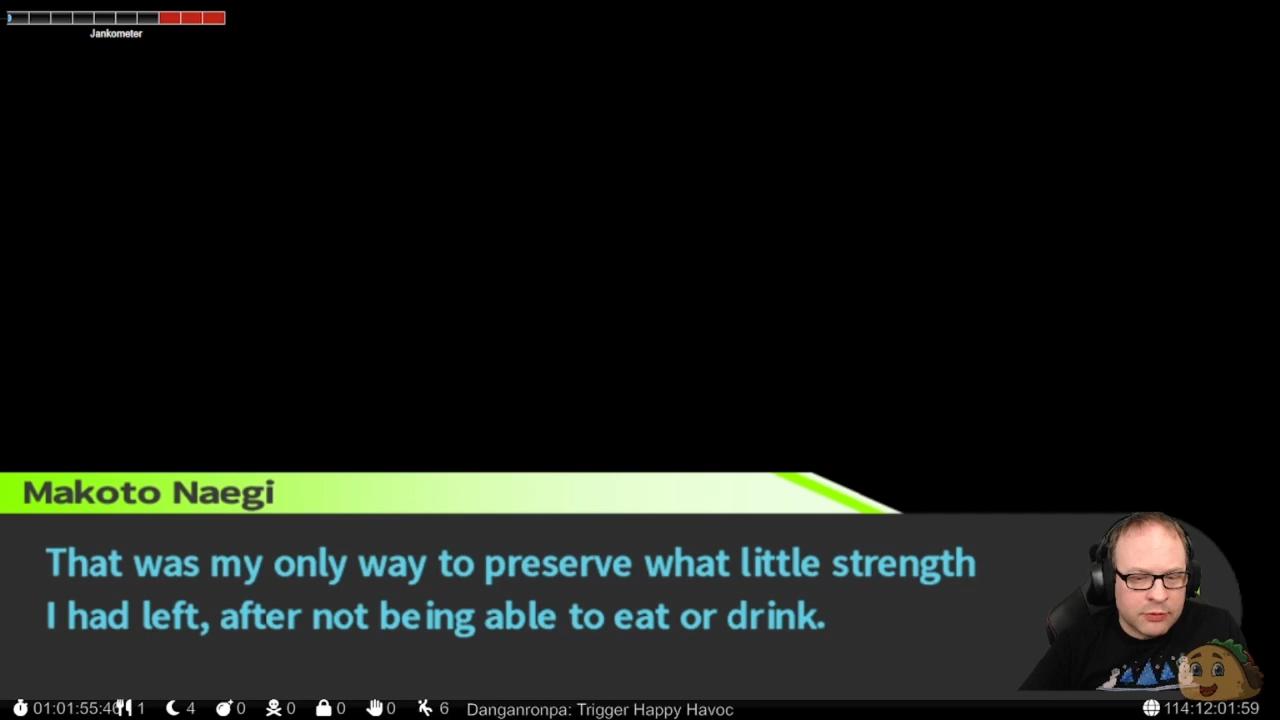 Jankometer
Makoto Naegi
That was my only way to preserve what little strength
I had left, after not being able to eat or drink.
01:01:55:40 1 4 0 0 0 0 6 Danganronpa: Trigger Happy Havoc 114:12:01:59